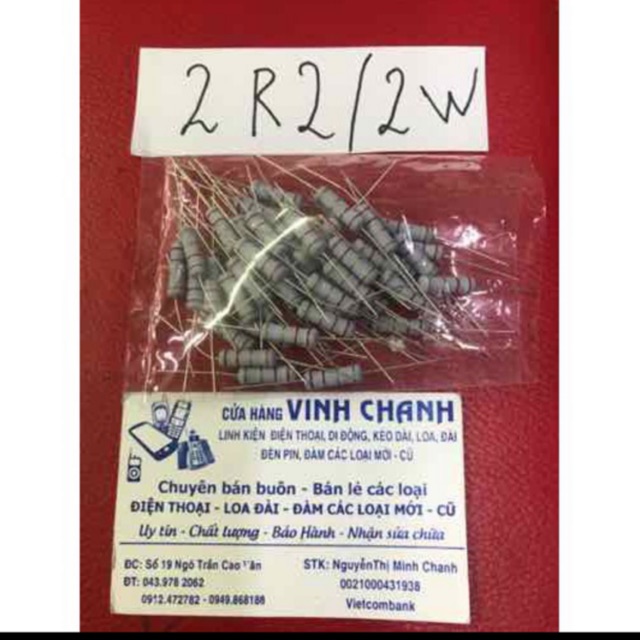 2 R2/2W
CỬA HÀNG VINH CHANH
LINH KIỆN ĐIỆN THOẠI, DI ĐỘNG, KÉO DÀI, LOA, ĐÀI
ĐÈN PIN, ĐÀM CÁC LOẠI MỚI - CŨ
Chuyên bán buôn - Bán lẻ các loại
ĐIỆN THOẠI - LOA ĐÀI - ĐÀM CÁC LOẠI MỚI - CŨ
Uy tín - Chất lượng - Bảo Hành - Nhận sửa chữa
ĐC: Số 19 Ngõ Trần Cao Vân
ĐT: 043.978 2062
0912.472782 - 0949.868186
STK: NguyễnThị Minh Chanh
0021000431938
Vietcombank